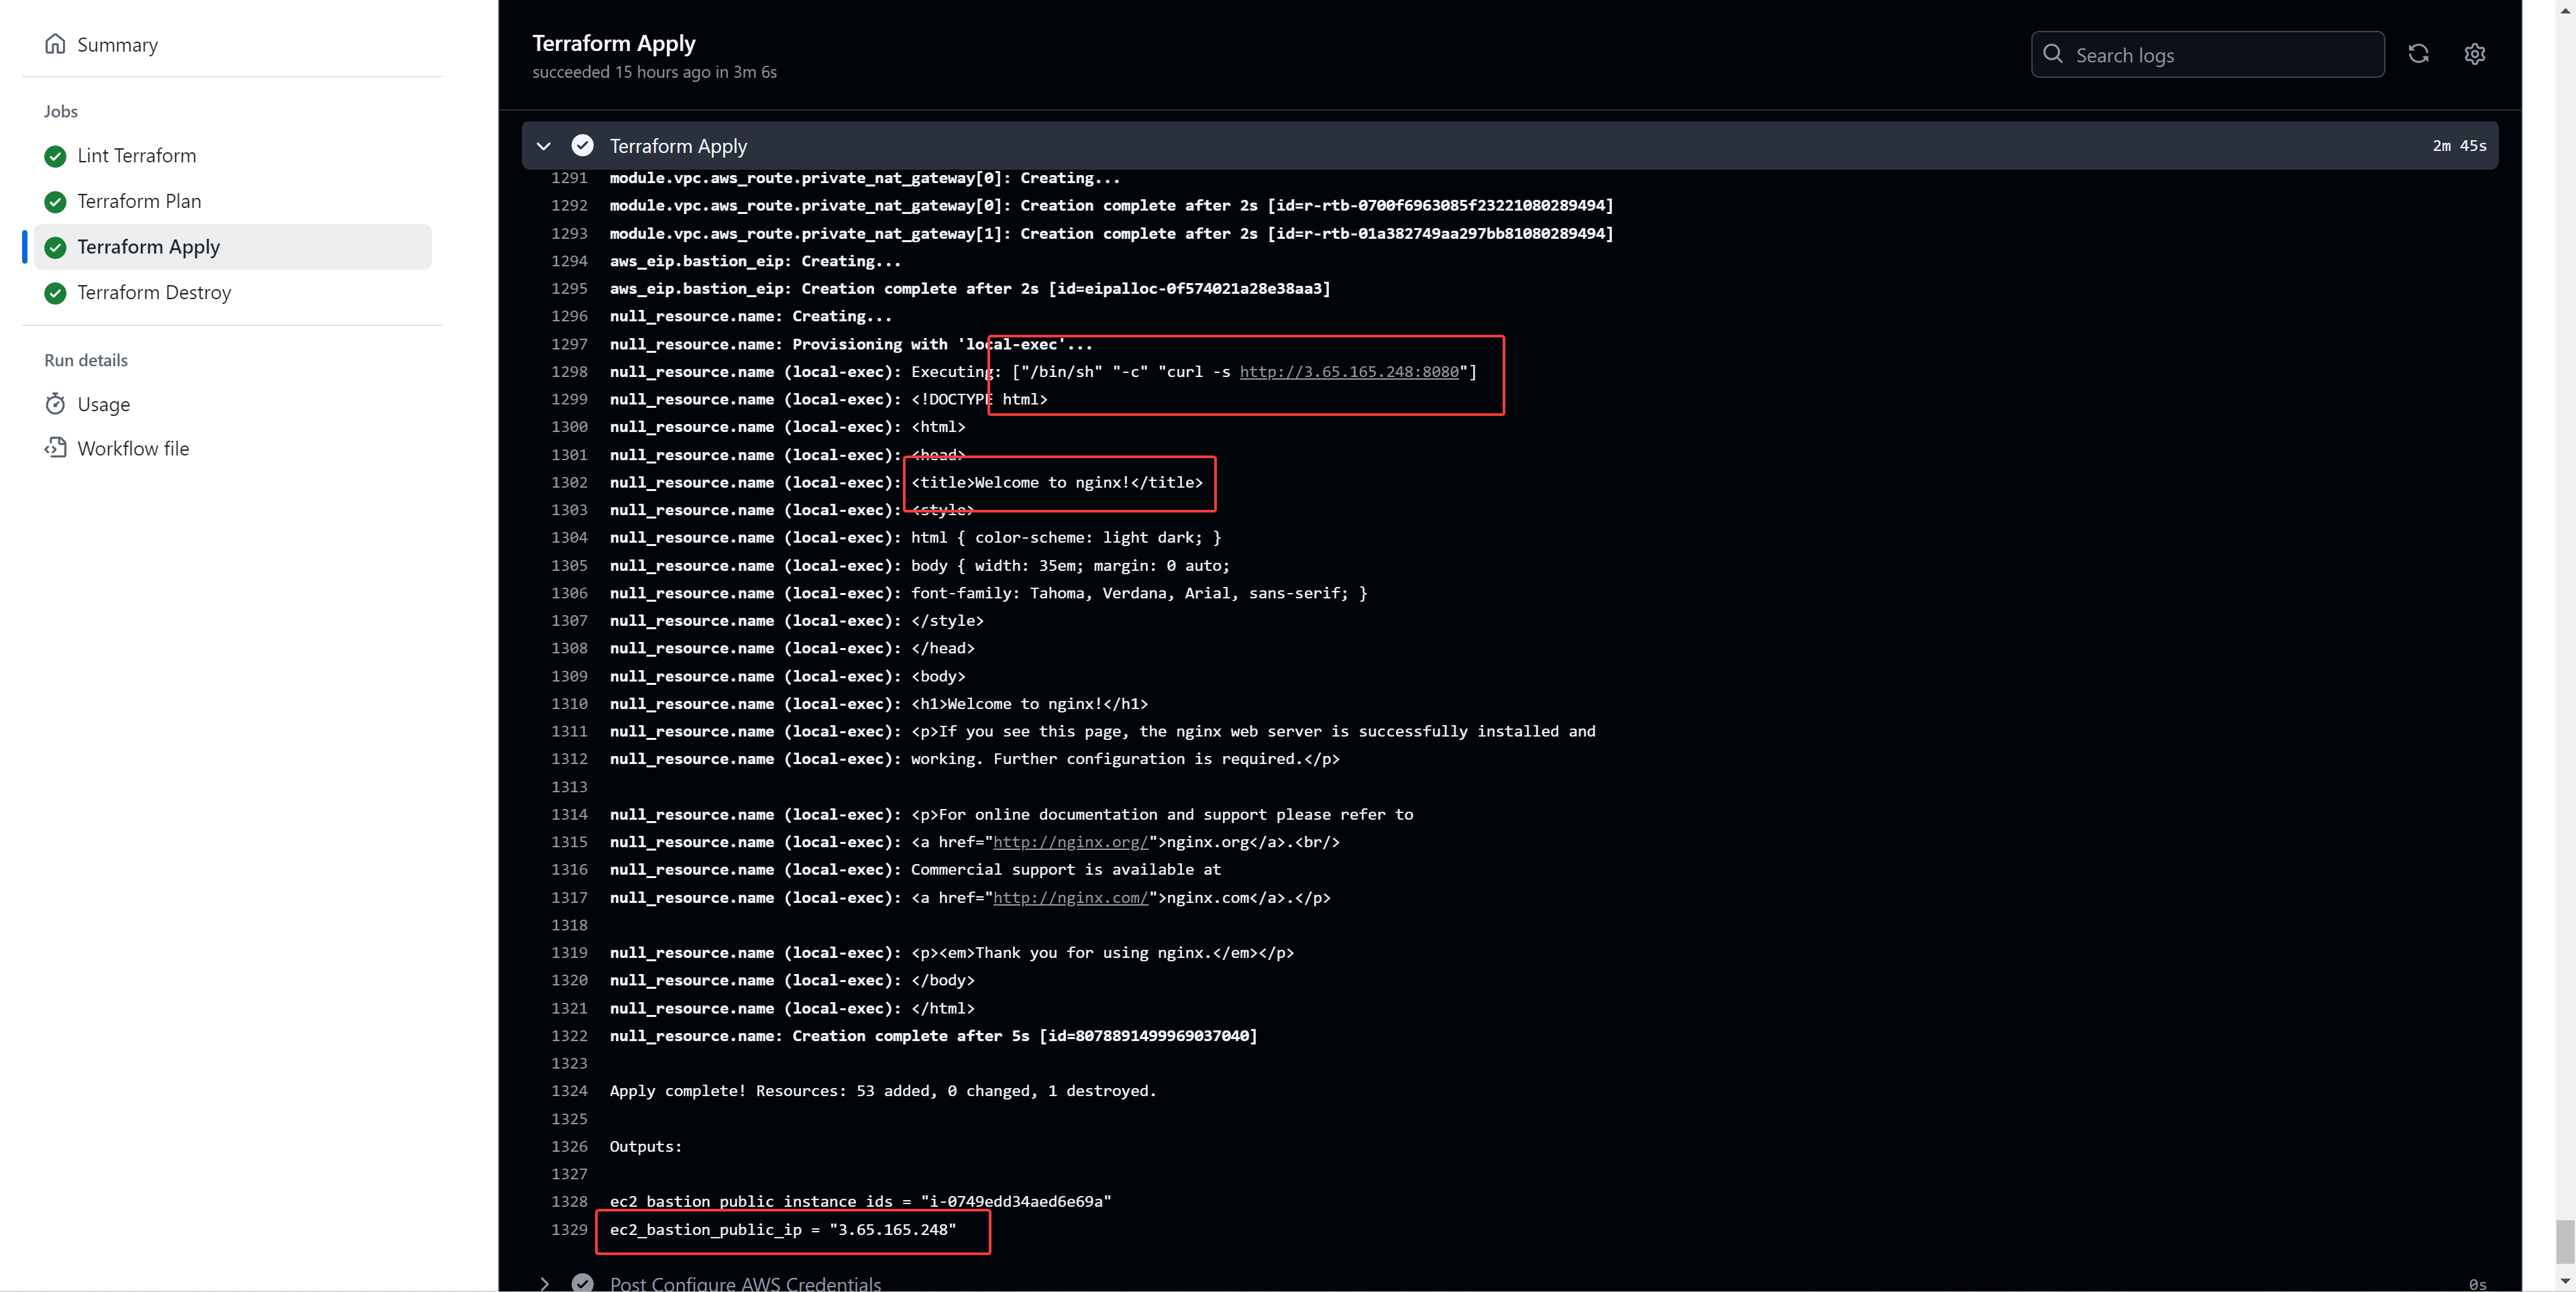 Summary
Jobs
Lint Terraform
Terraform Plan
Terraform Apply
Terraform Destroy
Run details
Usage
Workflow file
Terraform Apply
succeeded 15 hours ago in 3m 6s
Search logs
Terraform Apply
2m 45s
1291 module.vpc.aws_route.private_nat_gateway[0]: Creating...
1292 module.vpc.aws_route.private_nat_gateway[0]: Creation complete after 2s [id=r-rtb-0700f6963085f23221080289494]
1293 module.vpc.aws_route.private_nat_gateway[1]: Creation complete after 2s [id=r-rtb-01a382749aa297bb81080289494]
1294 aws_eip.bastion_eip: Creating...
1295 aws_eip.bastion_eip: Creation complete after 2s [id=eipalloc-0f574021a28e38aa3]
1296 null_resource.name: Creating...
1297 null_resource.name: Provisioning with 'local-exec'...
1298 null_resource.name (local-exec): Executing: ["/bin/sh" "-c" "curl -s http://3.65.165.248:8080"]
1299 null_resource.name (local-exec): <!DOCTYPE html>
1300 null_resource.name (local-exec): <html>
1301 null_resource.name (local-exec): <head>
1302 null_resource.name (local-exec): <title>Welcome to nginx!</title>
1303 null_resource.name (local-exec): <style>
1304 null_resource.name (local-exec): html { color-scheme: light dark; }
1305 null_resource.name (local-exec): body { width: 35em; margin: 0 auto;
1306 null_resource.name (local-exec): font-family: Tahoma, Verdana, Arial, sans-serif; }
1307 null_resource.name (local-exec): </style>
1308 null_resource.name (local-exec): </head>
1309 null_resource.name (local-exec): <body>
1310 null_resource.name (local-exec): <h1>Welcome to nginx!</h1>
1311 null_resource.name (local-exec): <p>If you see this page, the nginx web server is successfully installed and
1312 null_resource.name (local-exec): working. Further configuration is required.</p>
1313
1314 null_resource.name (local-exec): <p>For online documentation and support please refer to
1315 null_resource.name (local-exec): <a href="http://nginx.org/">nginx.org</a>.<br/>
1316 null_resource.name (local-exec): Commercial support is available at
1317 null_resource.name (local-exec): <a href="http://nginx.com/">nginx.com</a>.</p>
1318
1319 null_resource.name (local-exec): <p><em>Thank you for using nginx.</em></p>
1320 null_resource.name (local-exec): </body>
1321 null_resource.name (local-exec): </html>
1322 null_resource.name: Creation complete after 5s [id=8078891499969037040]
1323
1324 Apply complete! Resources: 53 added, 0 changed, 1 destroyed.
1325
1326 Outputs:
1327
1328 ec2_bastion_public_instance_ids = "i-0749edd34aed6e69a"
1329 ec2_bastion_public_ip = "3.65.165.248"
Post Configure AWS Credentials
0s